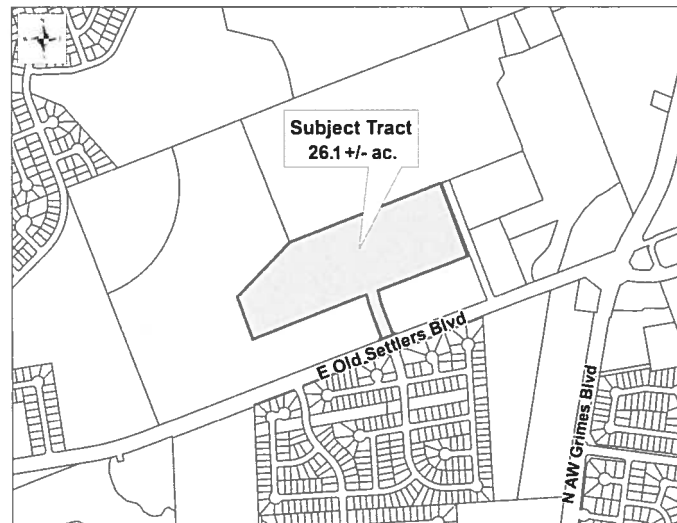 Subject Tract
26.1 +/- ac.
E Old Settlers Blvd
N AW Grimes Blvd